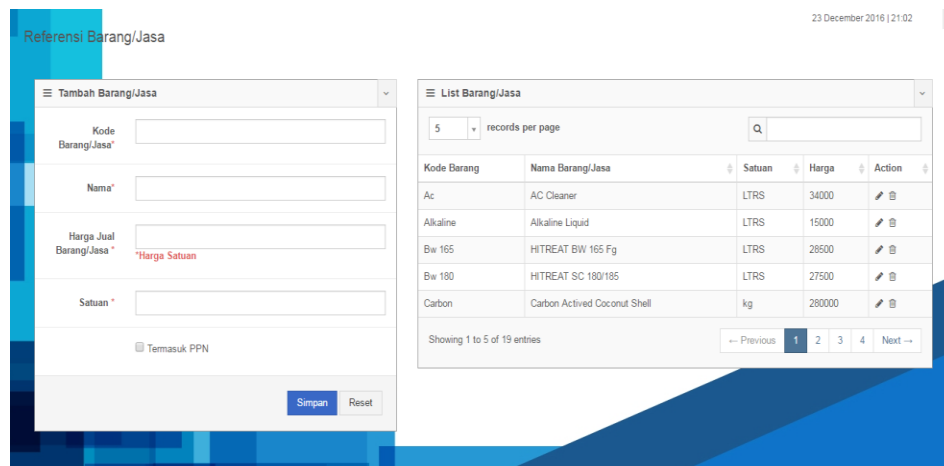 23 December 2016 | 21:02
Referensi Barang/Jasa
Tambah Barang/Jasa
Kode
Barang/Jasa*
Nama*
Harga Jual
Barang/Jasa *
*Harga Satuan
Satuan *
Termasuk PPN
Simpan Reset
List Barang/Jasa
5 records per page
Kode Barang Nama Barang/Jasa Satuan Harga Action
Ac AC Cleaner LTRS 34000
Alkaline Alkaline Liquid LTRS 15000
Bw 165 HITREAT BW 165 Fg LTRS 28500
Bw 180 HITREAT SC 180/185 LTRS 27500
Carbon Carbon Actived Coconut Shell kg 280000
Showing 1 to 5 of 19 entries ← Previous 1 2 3 4 Next →